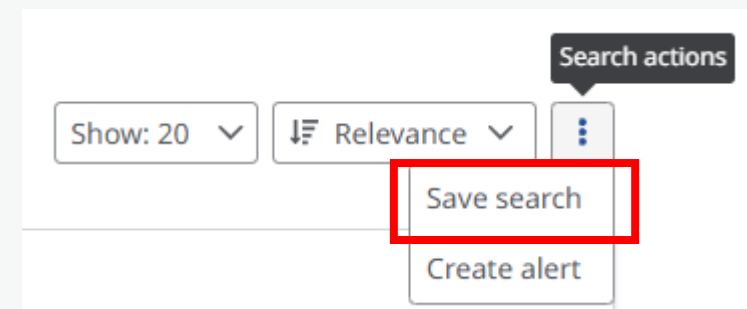 Search actions
Show: 20
Relevance
Save search
Create alert